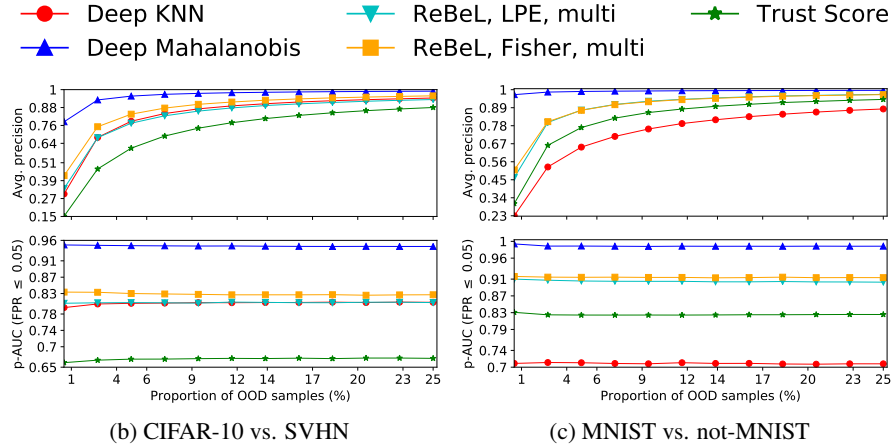 Deep KNN
ReBeL, LPE, multi
Trust Score
Deep Mahalanobis
ReBeL, Fisher, multi
Avg. precision
1
0.88
0.76
0.64
0.51
0.39
0.27
0.15
p-AUC (FPR ≤ 0.05)
0.96
0.91
0.87
0.83
0.78
0.74
0.7
0.65
1 4 6 9 12 14 17 20 23 25
Proportion of OOD samples (%)
(b) CIFAR-10 vs. SVHN
Avg. precision
1
0.89
0.78
0.67
0.56
0.45
0.34
0.23
p-AUC (FPR ≤ 0.05)
1
0.96
0.91
0.87
0.83
0.79
0.74
0.7
1 4 6 9 12 14 17 20 23 25
Proportion of OOD samples (%)
(c) MNIST vs. not-MNIST